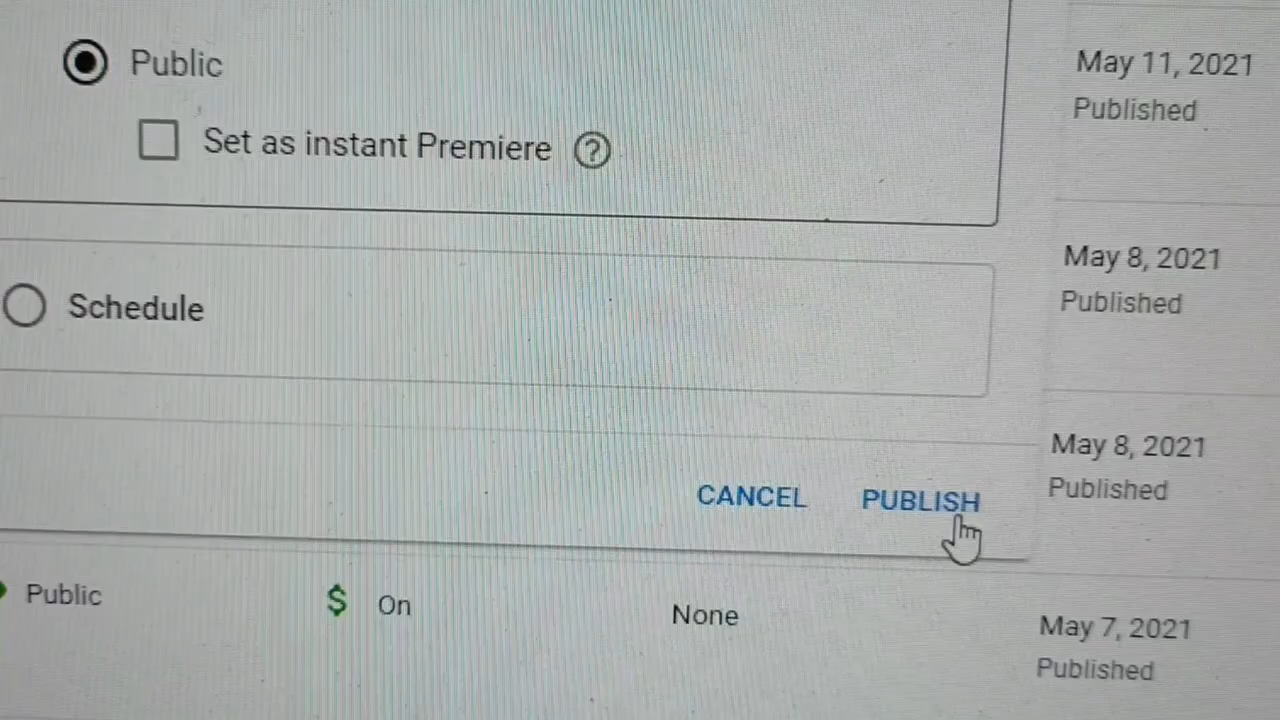 Public
Set as instant Premiere ?
Schedule
CANCEL PUBLISH
Public $ On None
May 11, 2021
Published
May 8, 2021
Published
May 8, 2021
Published
May 7, 2021
Published